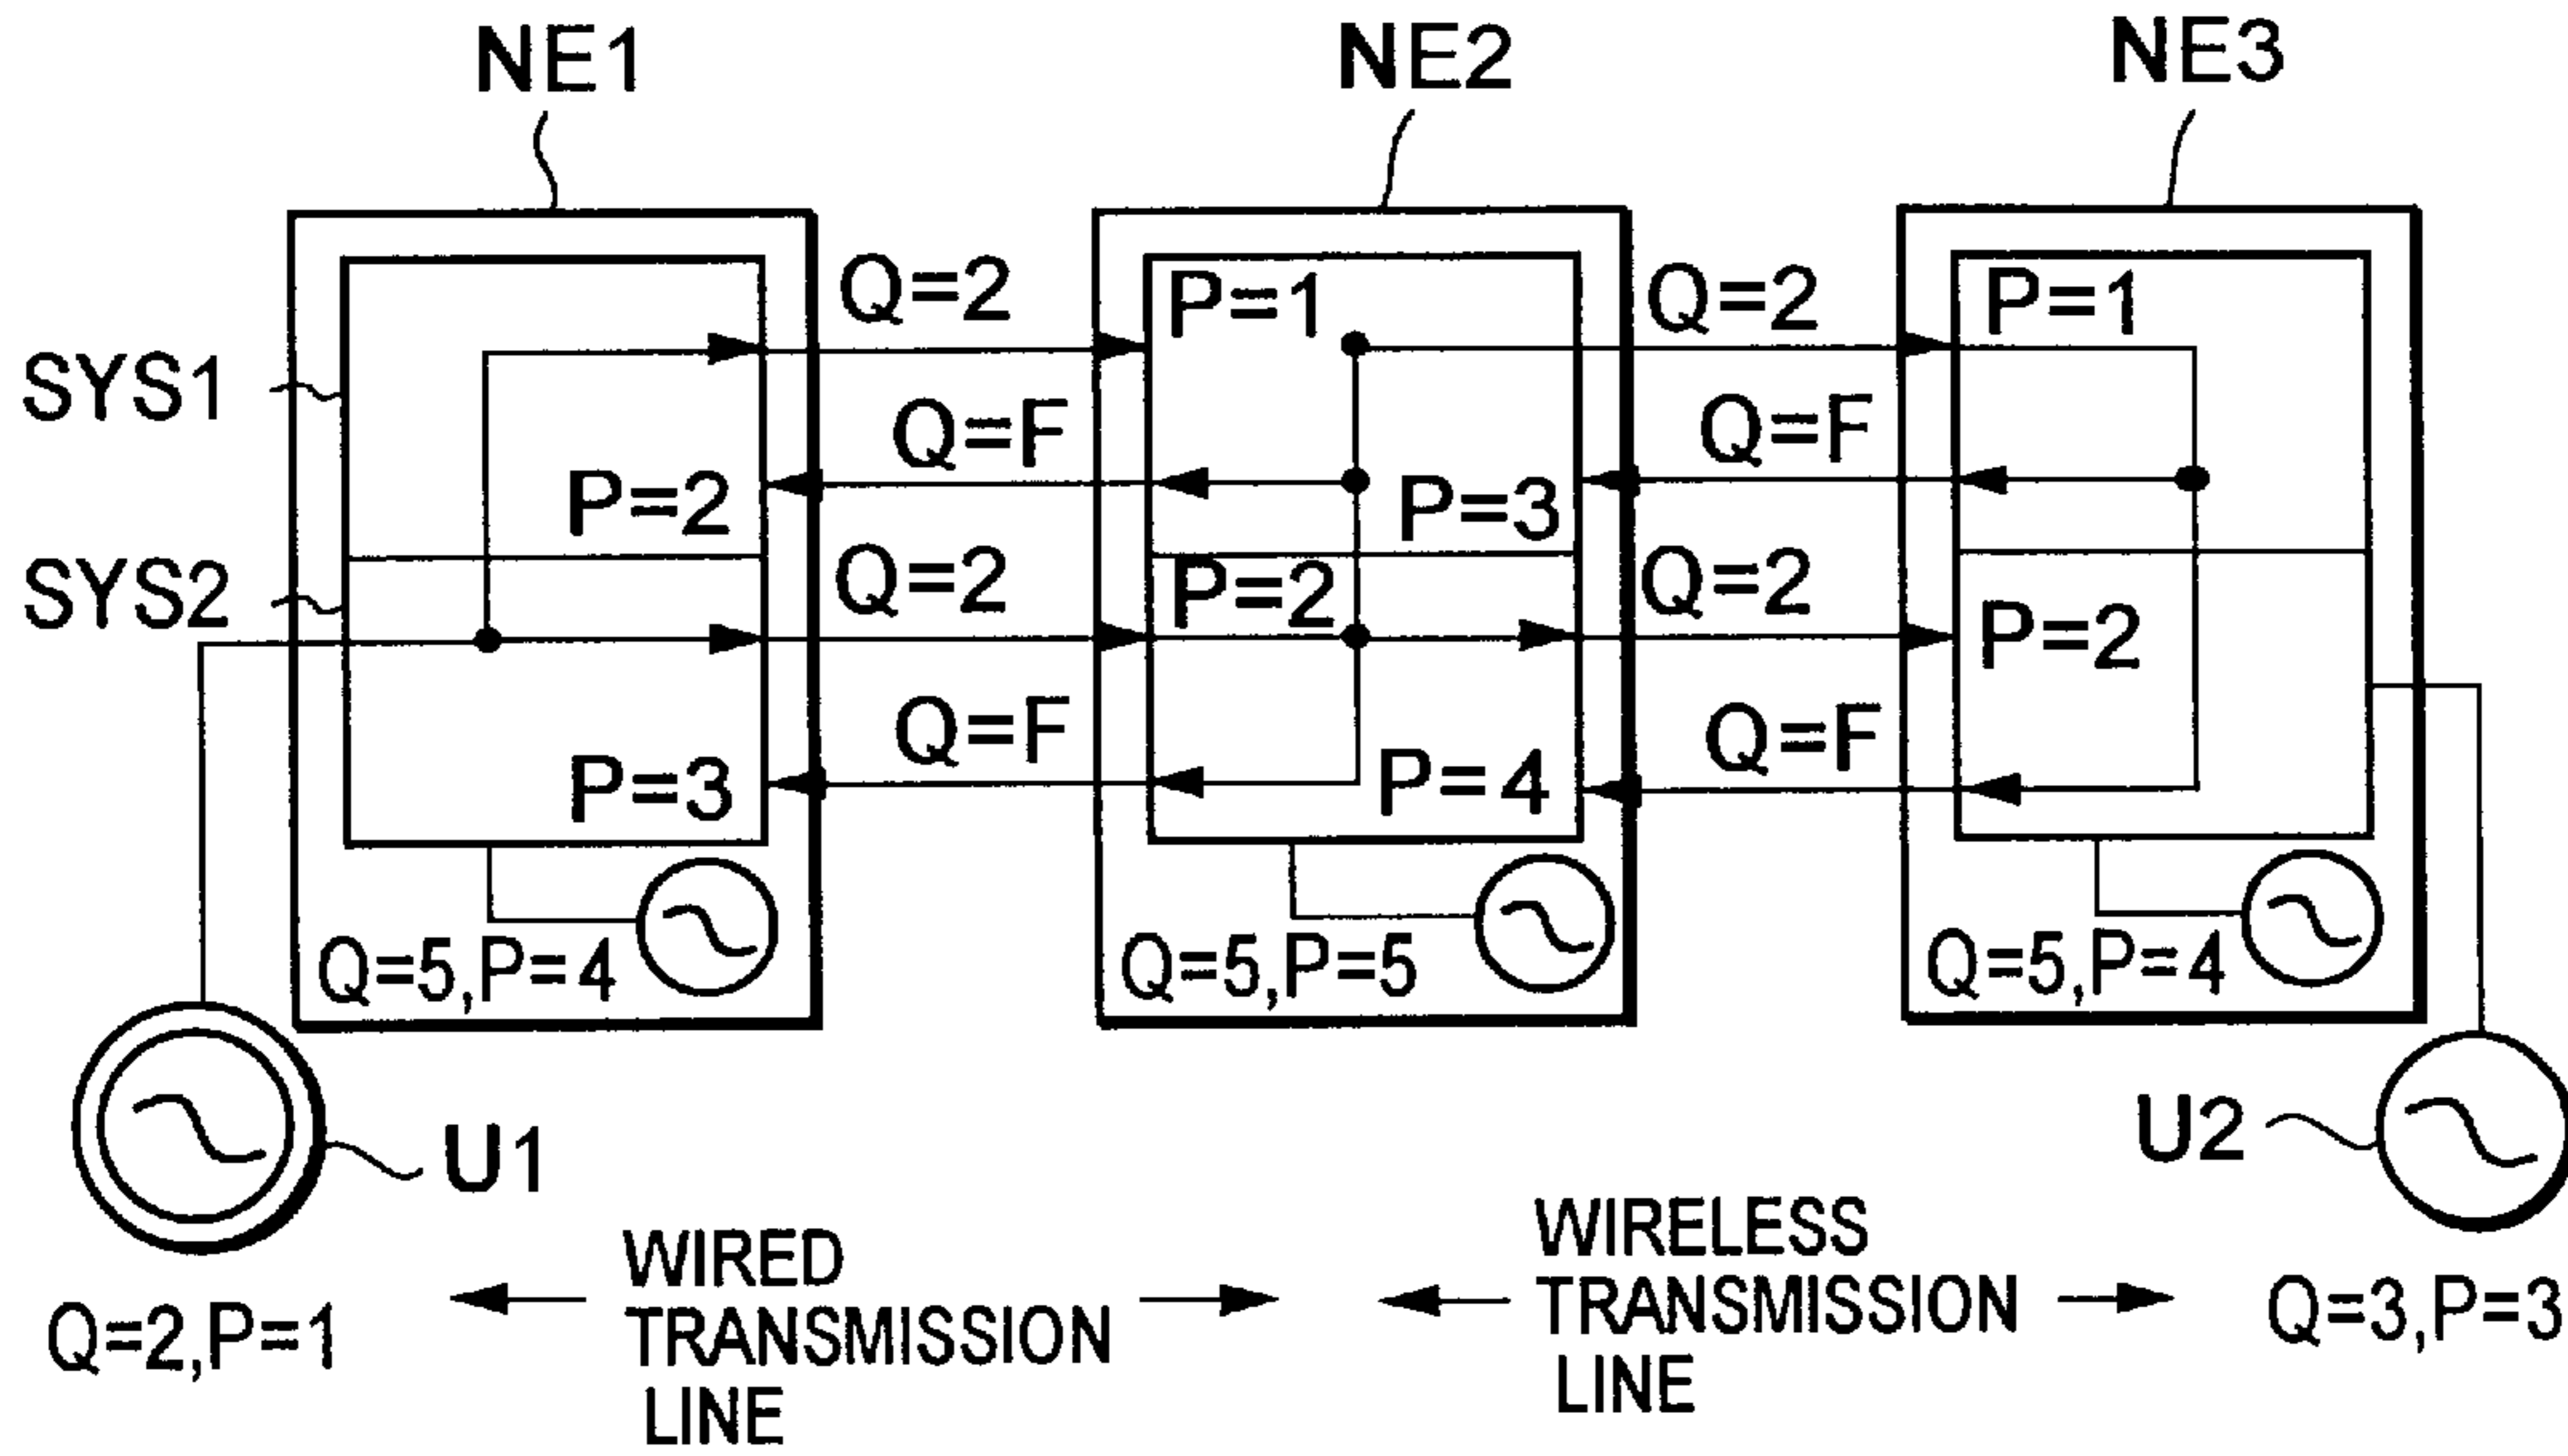 NE1
NE2
NE3
Q=2
P=1
Q=2
P=1
SYS1
Q=F
Q=F
P=2
P=3
SYS2
Q=2
P=2
Q=2
P=2
Q=F
Q=F
P=3
P=4
Q=5,P=4
Q=5,P=5
Q=5,P=4
U1
U2
WIRED
TRANSMISSION
LINE
WIRELESS
TRANSMISSION
LINE
Q=2,P=1
Q=3,P=3